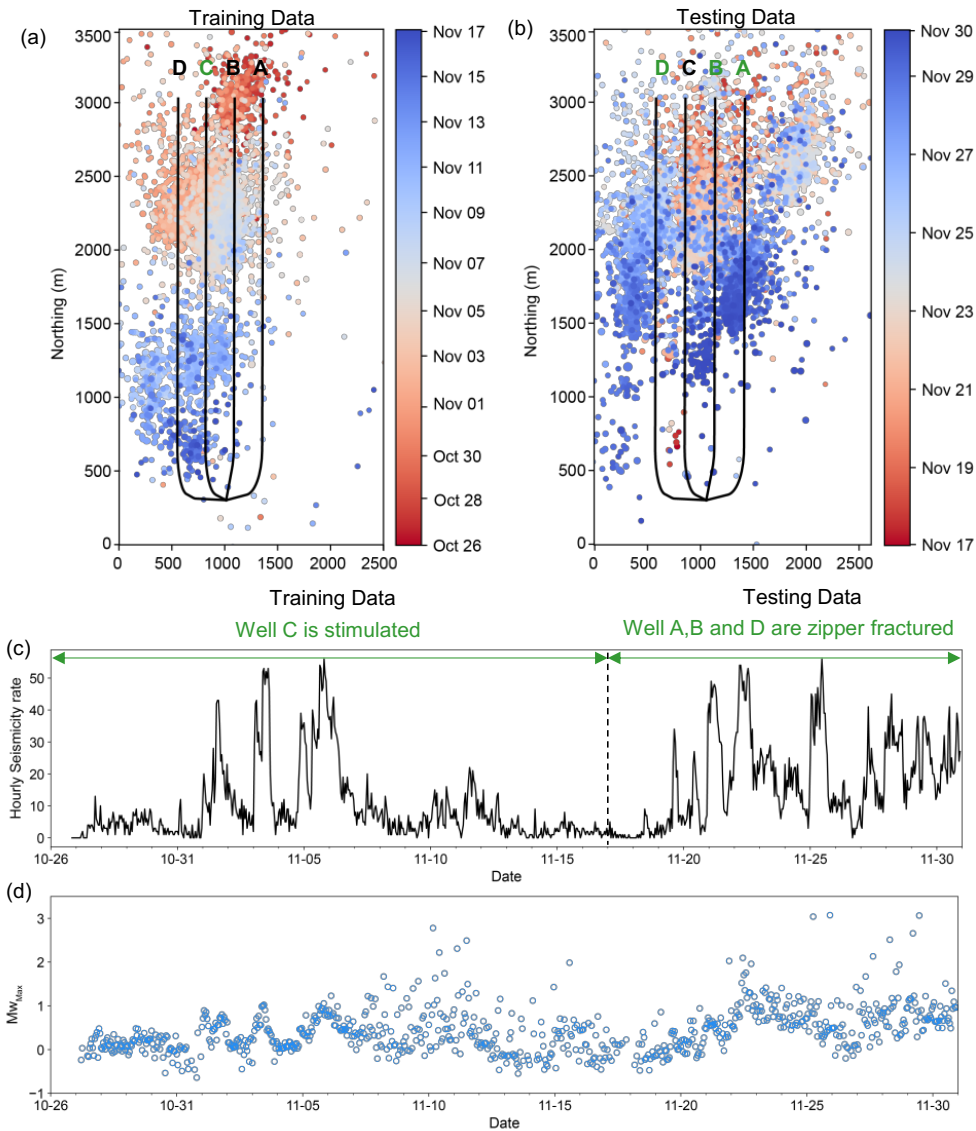 Training Data
Testing Data
(a)
(b)
3500
3000
2500
2000
1500
1000
500
0
Northing (m)
D C B A
0 500 1000 1500 2000 2500
Nov 17
Nov 15
Nov 13
Nov 11
Nov 09
Nov 07
Nov 05
Nov 03
Nov 01
Oct 30
Oct 28
Oct 26
3500
3000
2500
2000
1500
1000
500
0
Northing (m)
D C B A
0 500 1000 1500 2000 2500
Nov 30
Nov 29
Nov 27
Nov 25
Nov 23
Nov 21
Nov 19
Nov 17
Training Data
Testing Data
Well C is stimulated
Well A,B and D are zipper fractured
(c)
Hourly Seismicity rate
50
40
30
20
10
0
10-26 10-31 11-05 11-10 11-15 11-20 11-25 11-30
Date
(d)
MwMax
3
2
1
0
−1
10-26 10-31 11-05 11-10 11-15 11-20 11-25 11-30
Date